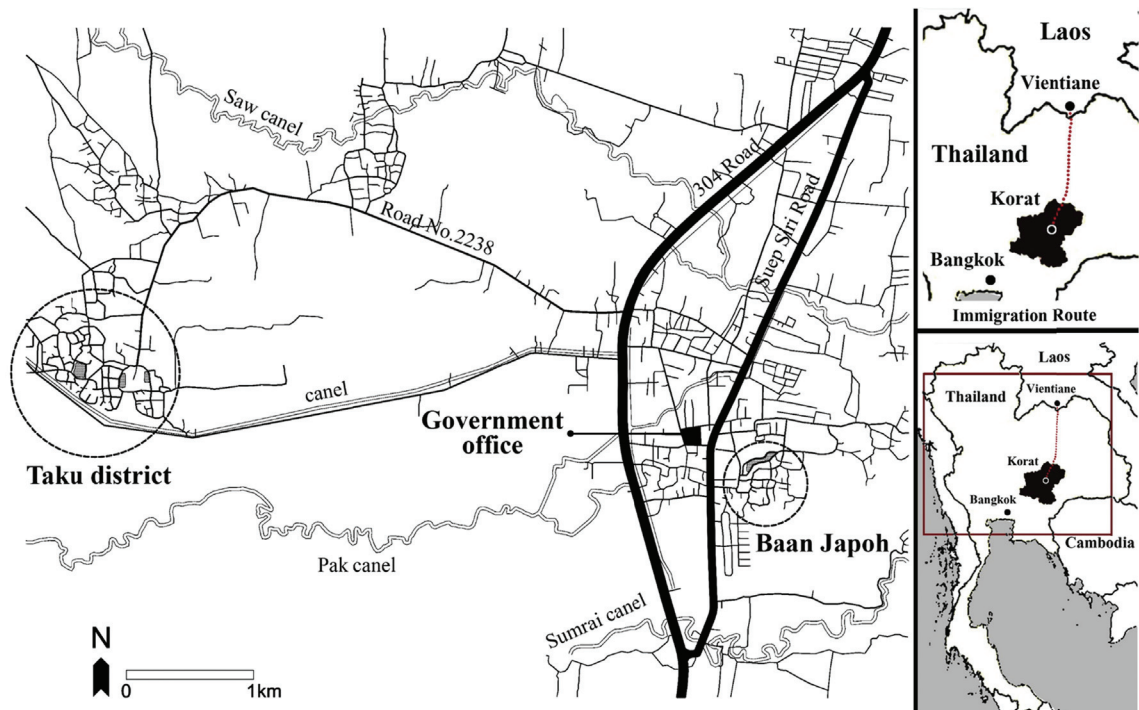 Saw canel
304 Road
Suep Siri Road
Road No.2238
canel
Government
office
Taku district
Baan Japoh
Pak canel
Sumrai canel
N
0
1km
Laos
Vientiane
Thailand
Korat
Bangkok
Immigration Route
Laos
Thailand
Vientiane
Korat
Bangkok
Cambodia